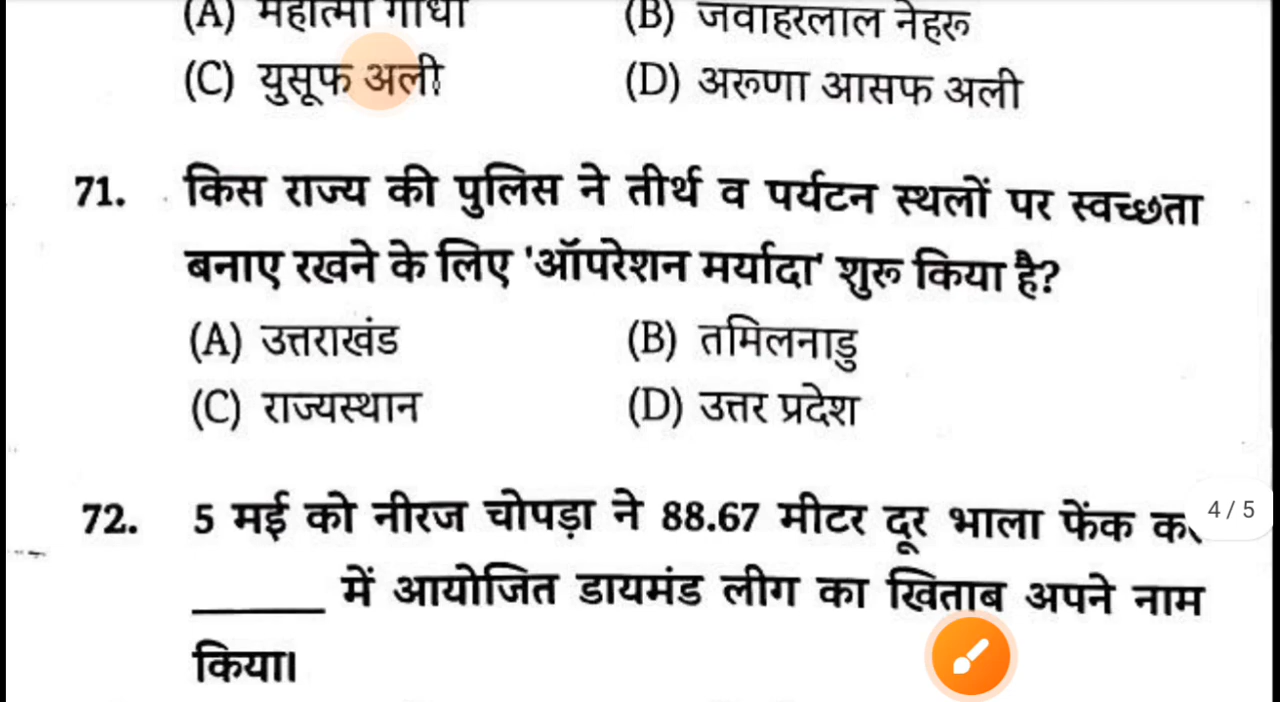 (A) महात्मा गांधी (B) जवाहरलाल नेहरू
(C) युसूफ अली (D) अरुणा आसफ अली
71. किस राज्य की पुलिस ने तीर्थ व पर्यटन स्थलों पर स्वच्छता
बनाए रखने के लिए 'ऑपरेशन मर्यादा' शुरू किया है?
(A) उत्तराखंड (B) तमिलनाडु
(C) राज्यस्थान (D) उत्तर प्रदेश
72. 5 मई को नीरज चोपड़ा ने 88.67 मीटर दूर भाला फेंक कर
4 / 5
______ में आयोजित डायमंड लीग का खिताब अपने नाम
किया।